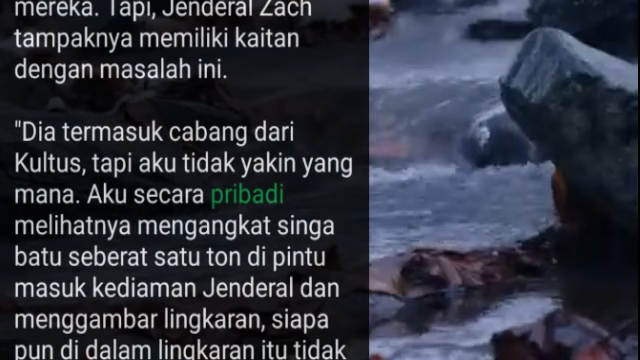 mereka. Tapi, Jenderal Zach
tampaknya memiliki kaitan
dengan masalah ini.
"Dia termasuk cabang dari
Kultus, tapi aku tidak yakin yang
mana. Aku secara pribadi
melihatnya mengangkat singa
batu seberat satu ton di pintu
masuk kediaman Jenderal dan
menggambar lingkaran, siapa
pun di dalam lingkaran itu tidak